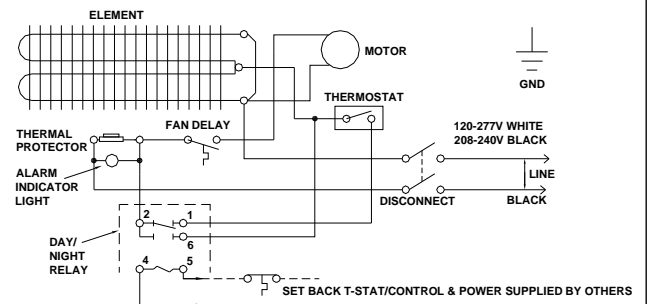 ELEMENT
MOTOR
GND
THERMOSTAT
FAN DELAY
THERMAL
PROTECTOR
120-277V WHITE
208-240V BLACK
ALARM
INDICATOR
LIGHT
LINE
DISCONNECT
BLACK
2
1
6
DAY/
NIGHT
RELAY
4
5
SET BACK T-STAT/CONTROL & POWER SUPPLIED BY OTHERS